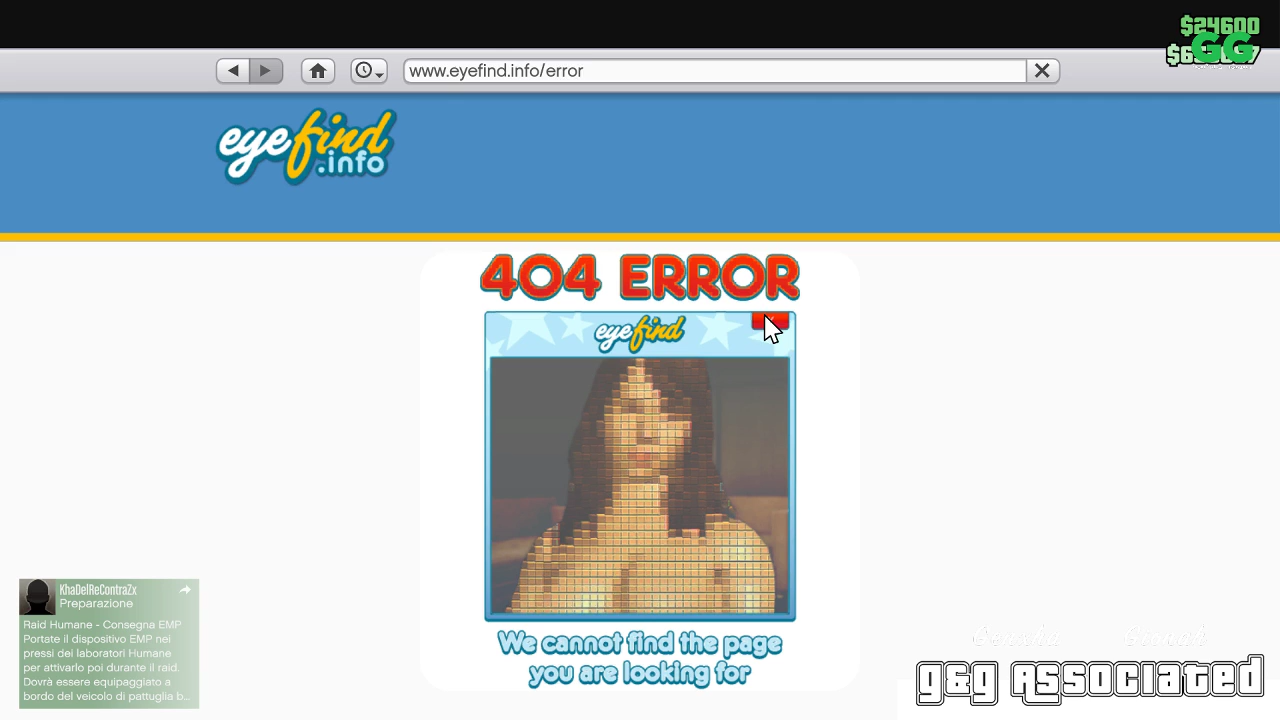 $24600
GG
www.eyefind.info/error
eyefind
.info
404 ERROR
eyefind
We cannot find the page
you are looking for
KhaDelReContraZx
Preparazione
Raid Humane - Consegna EMP
Portate il dispositivo EMP nei
pressi dei laboratori Humane
per attivarlo poi durante il raid.
Dovrà essere equipaggiato a
bordo del veicolo di pattuglia b...
G&G Associated